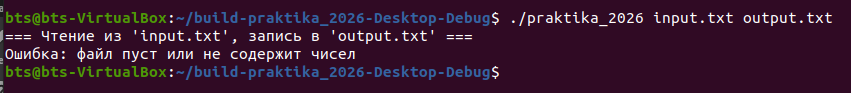 bts@bts-VirtualBox:~/build-praktika_2026-Desktop-Debug$ ./praktika_2026 input.txt output.txt
=== Чтение из 'input.txt', запись в 'output.txt' ===
Ошибка: файл пуст или не содержит чисел
bts@bts-VirtualBox:~/build-praktika_2026-Desktop-Debug$